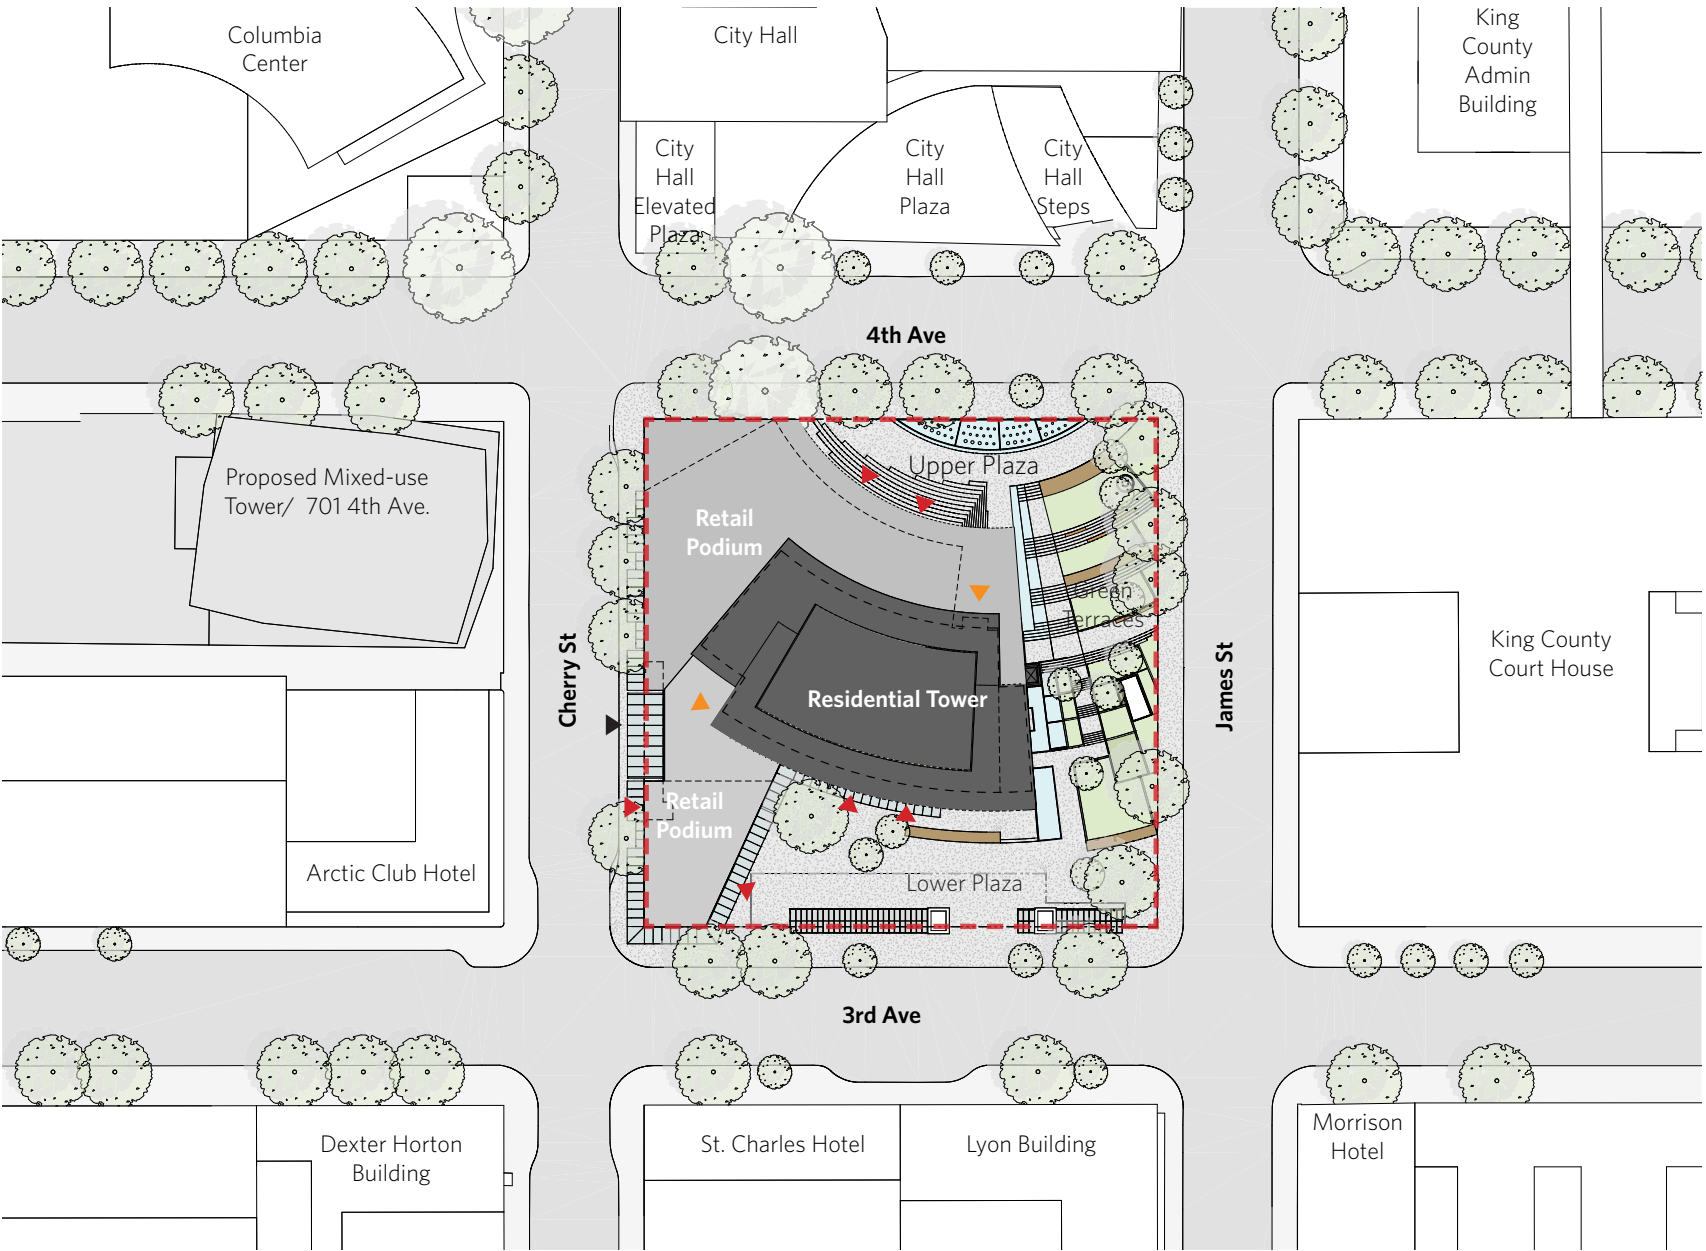 Columbia
Center
City Hall
King
County
Admin
Building
City
Hall
Elevated
Plaza
City
Hall
Plaza
City
Hall
Steps
4th Ave
Proposed Mixed-use
Tower/ 701 4th Ave.
Upper Plaza
Retail
Podium
Green
Terraces
Cherry St
Residential Tower
James St
King County
Court House
Retail
Podium
Arctic Club Hotel
Lower Plaza
3rd Ave
Dexter Horton
Building
St. Charles Hotel
Lyon Building
Morrison
Hotel